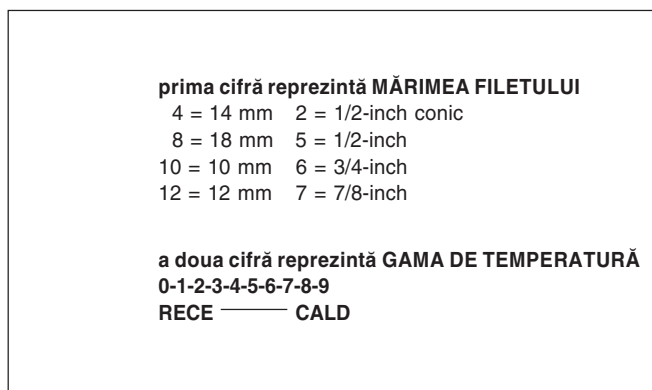 prima cifră reprezintă MĂRIMEA FILETULUI
4 = 14 mm 2 = 1/2-inch conic
8 = 18 mm 5 = 1/2-inch
10 = 10 mm 6 = 3/4-inch
12 = 12 mm 7 = 7/8-inch
a doua cifră reprezintă GAMA DE TEMPERATURĂ
0-1-2-3-4-5-6-7-8-9
RECE ——— CALD